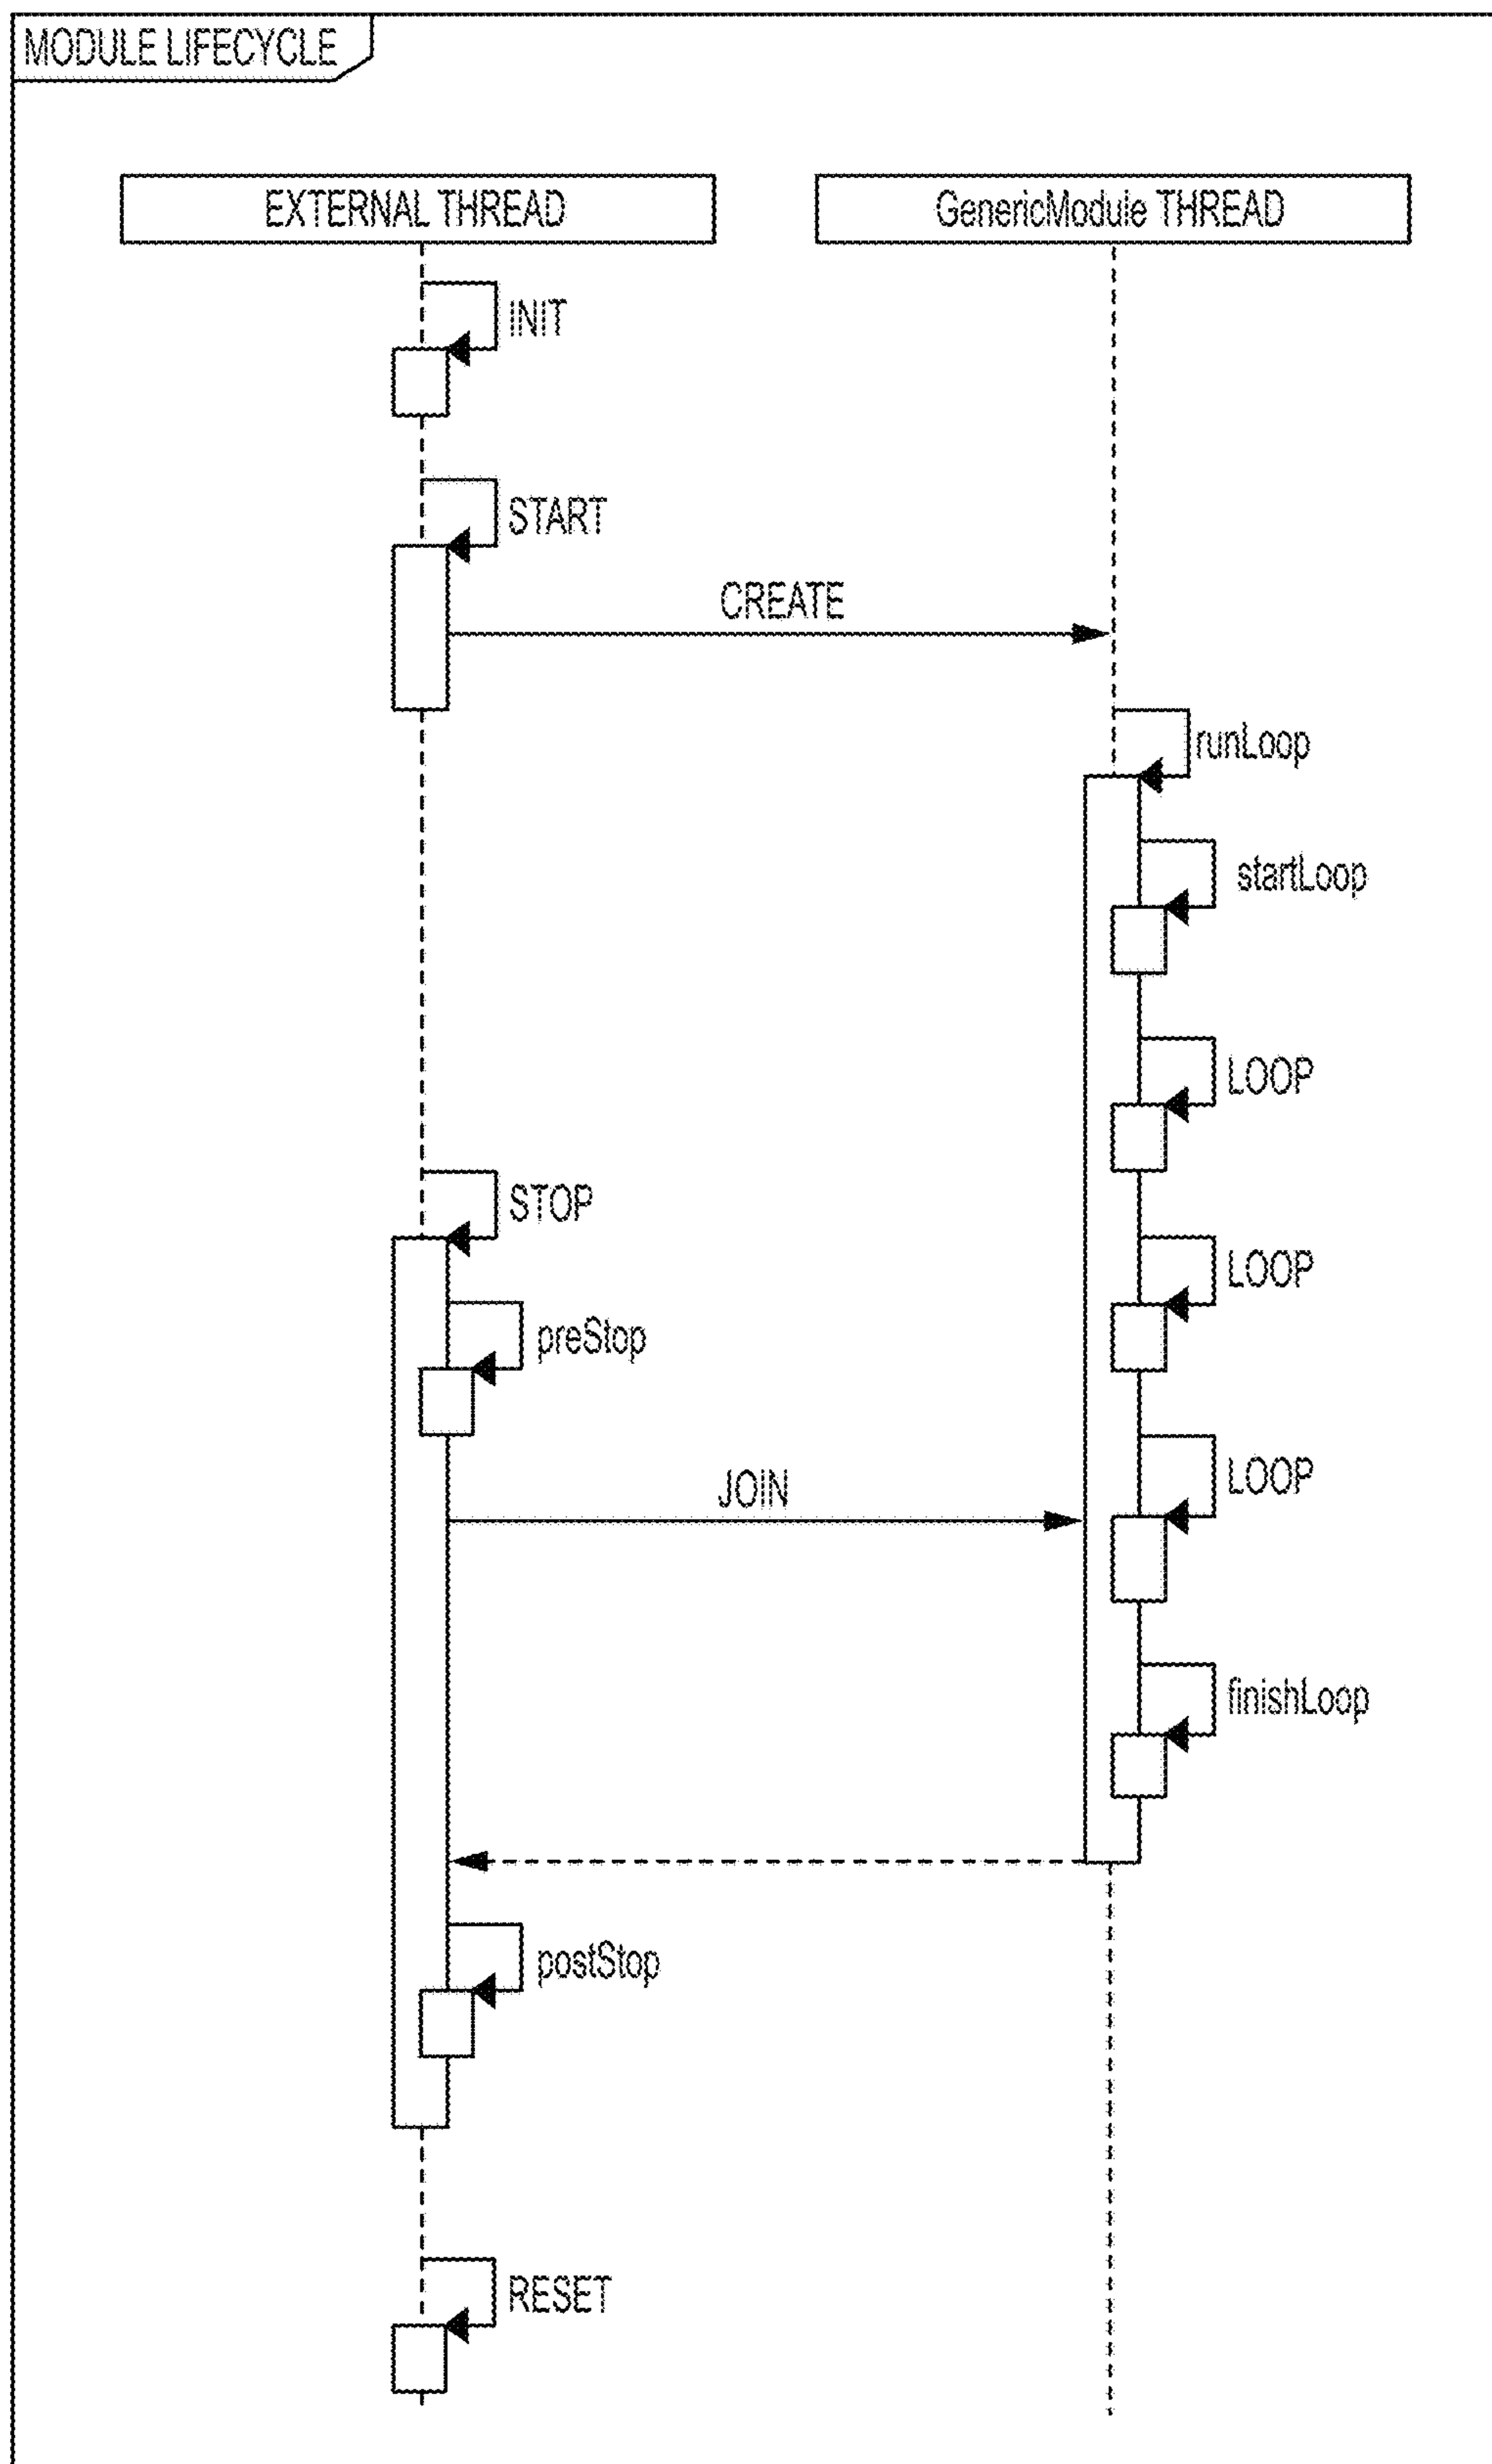 MODULE LIFECYCLE
EXTERNAL THREAD
GenericModule THREAD
INIT
START
CREATE
runLoop
startLoop
LOOP
STOP
LOOP
preStop
LOOP
JOIN
finishLoop
postStop
RESET